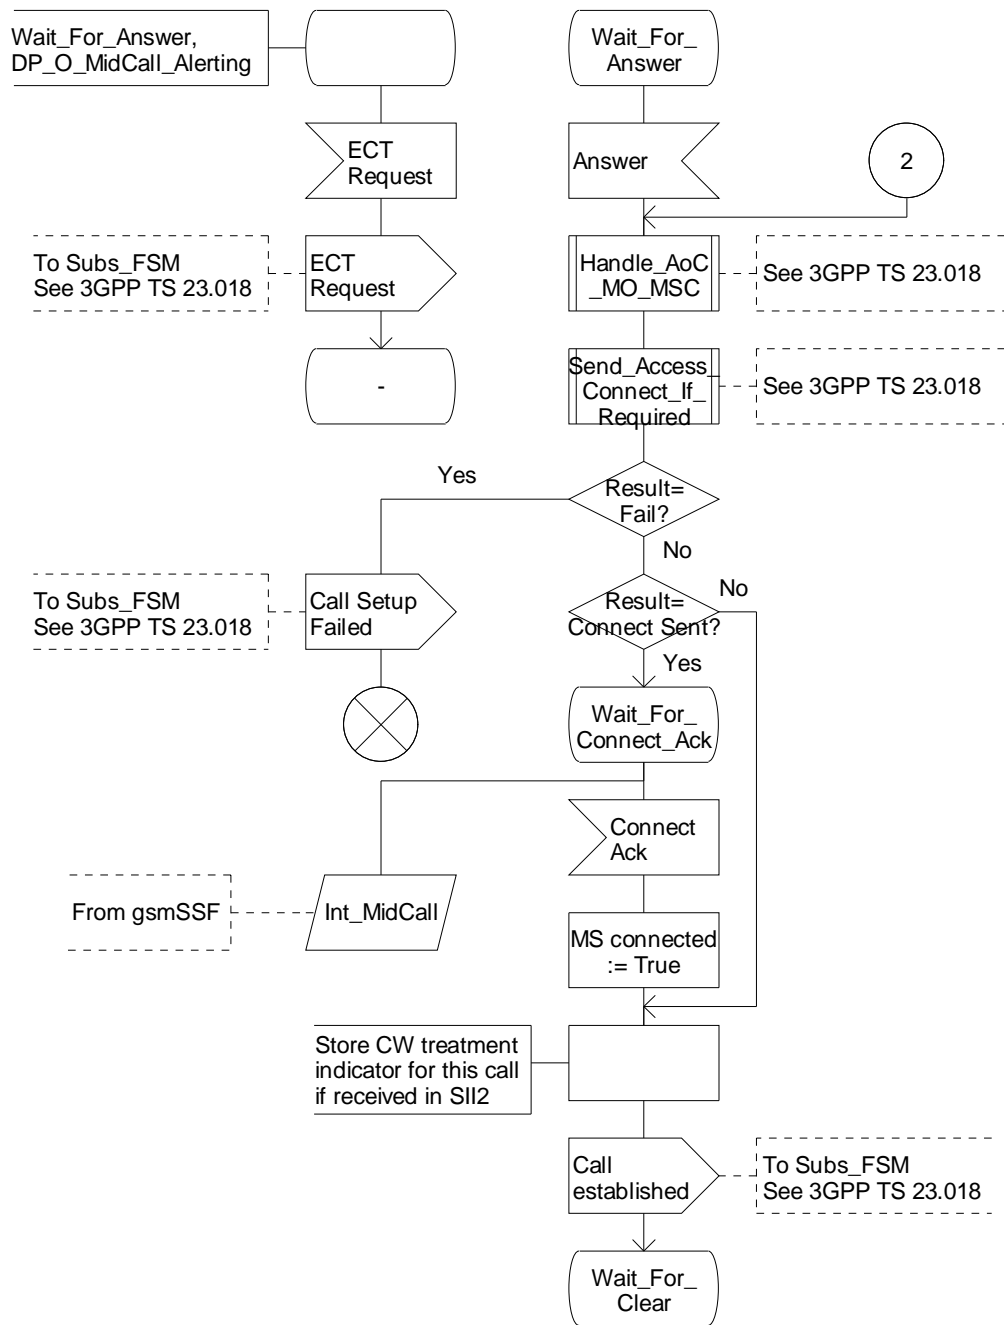 Wait_For_Answer,
DP_O_MidCall_Alerting
Wait_For_
Answer
ECT
Request
Answer
2
To Subs_FSM
See 3GPP TS 23.018
ECT
Request
Handle_AoC
_MO_MSC
See 3GPP TS 23.018
-
Send_Access_
Connect_If_
Required
See 3GPP TS 23.018
Yes
Result=
Fail?
No
To Subs_FSM
See 3GPP TS 23.018
Call Setup
Failed
Result=
Connect Sent?
No
Yes
Wait_For_
Connect_Ack
Connect
Ack
From gsmSSF
Int_MidCall
MS connected
:= True
Store CW treatment
indicator for this call
if received in SII2
Call
established
To Subs_FSM
See 3GPP TS 23.018
Wait_For_
Clear